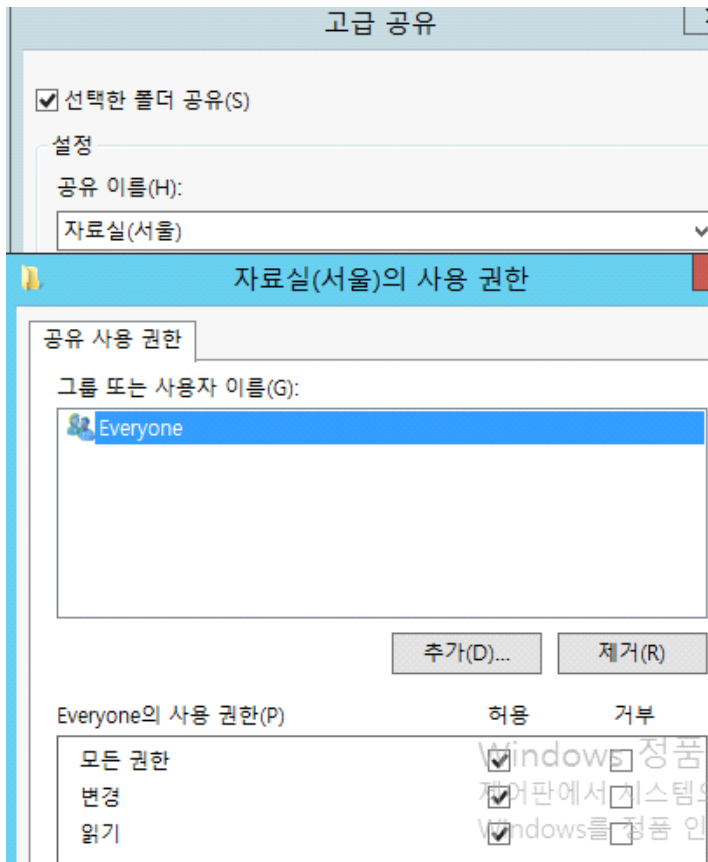 고급 공유
선택한 폴더 공유(S)
설정
공유 이름(H):
자료실(서울)
자료실(서울)의 사용 권한
공유 사용 권한
그룹 또는 사용자 이름(G):
Everyone
추가(D)... 제거(R)
Everyone의 사용 권한(P) 허용 거부
모든 권한
Windows 정품
변경
제어판에서 시스템으
읽기
Windows를 정품 인